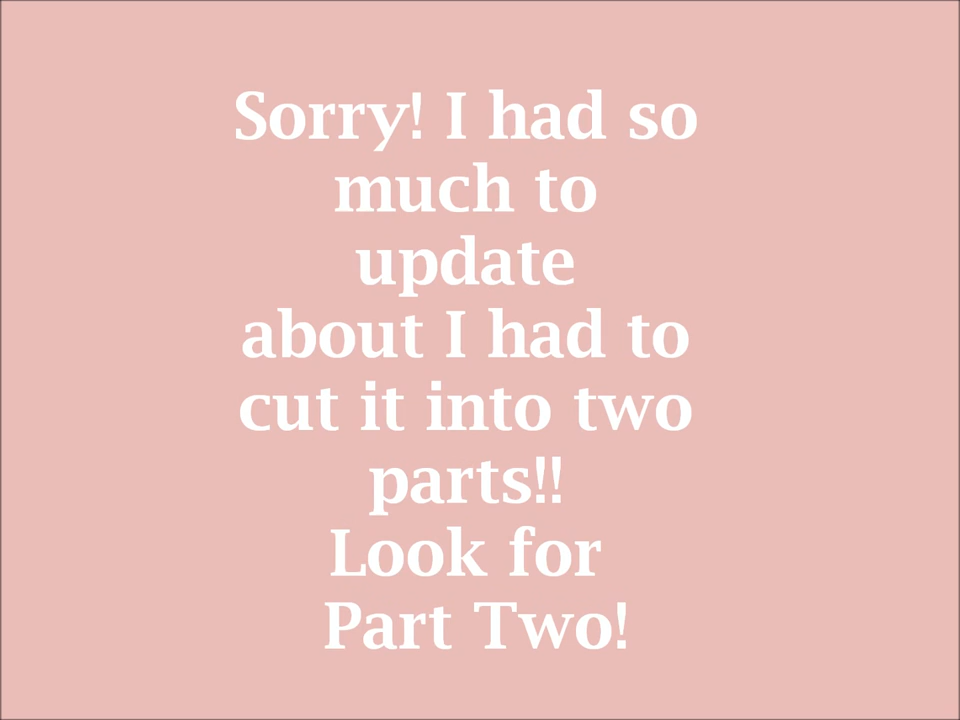 Sorry! I had so
much to
update
about I had to
cut it into two
parts!!
Look for
Part Two!